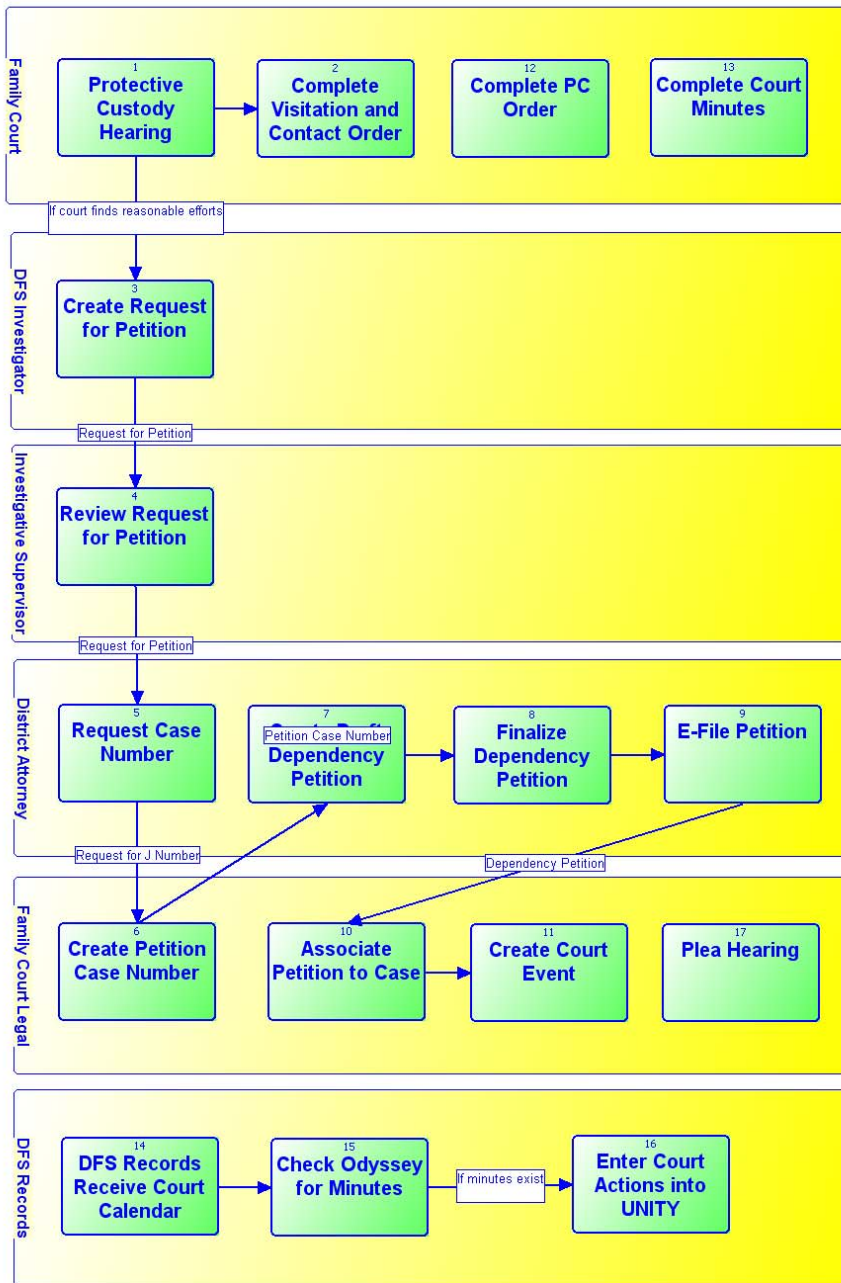 Family Court
1
Protective
Custody
Hearing
2
Complete
Visitation and
Contact Order
12
Complete PC
Order
13
Complete Court
Minutes
If court finds reasonable efforts
DFS Investigator
3
Create Request
for Petition
Request for Petition
Investigative Supervisor
4
Review Request
for Petition
Request for Petition
District Attorney
5
Request Case
Number
7
Petition Case Number
Dependency
Petition
8
Finalize
Dependency
Petition
9
E-File Petition
Request for J Number
Dependency Petition
Family Court Legal
6
Create Petition
Case Number
10
Associate
Petition to Case
11
Create Court
Event
17
Plea Hearing
DFS Records
14
DFS Records
Receive Court
Calendar
15
Check Odyssey
for Minutes
If minutes exist
16
Enter Court
Actions into
UNITY